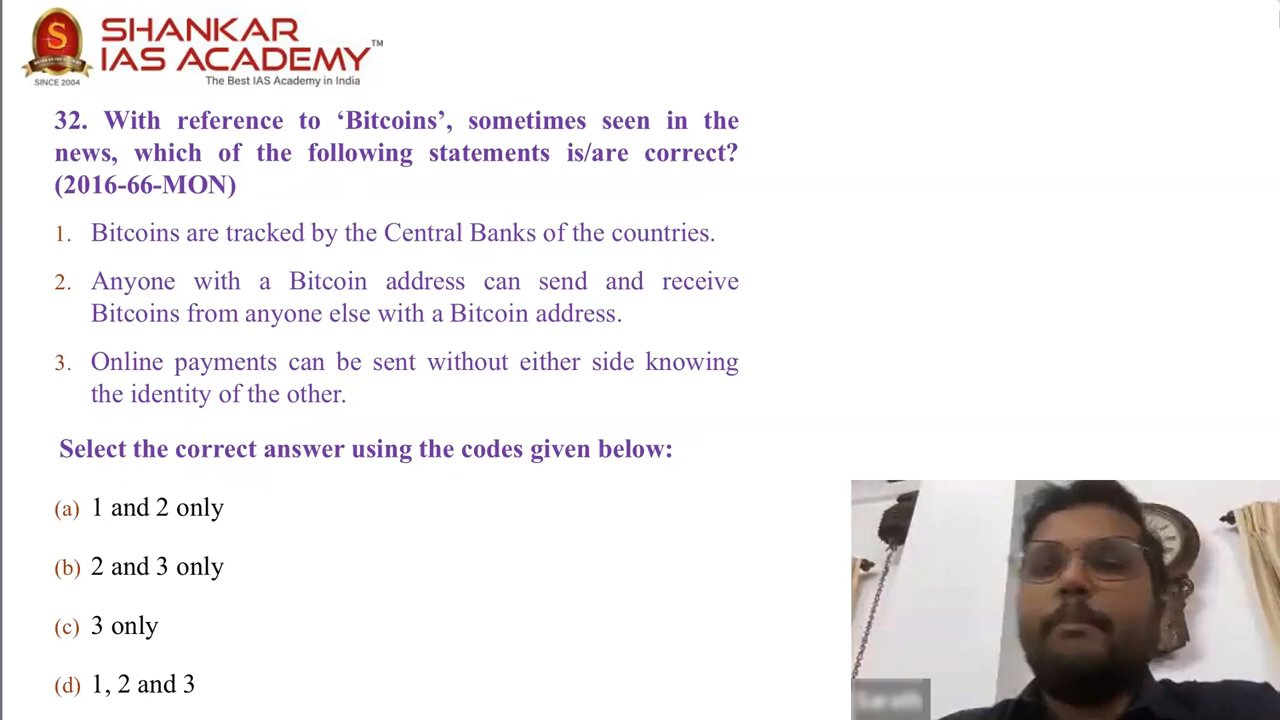 SHANKAR
IAS ACADEMY™
The Best IAS Academy in India
S
SINCE 2004
32. With reference to ‘Bitcoins’, sometimes seen in the
news, which of the following statements is/are correct?
(2016-66-MON)
1. Bitcoins are tracked by the Central Banks of the countries.
2. Anyone with a Bitcoin address can send and receive
Bitcoins from anyone else with a Bitcoin address.
3. Online payments can be sent without either side knowing
the identity of the other.
Select the correct answer using the codes given below:
(a) 1 and 2 only
(b) 2 and 3 only
(c) 3 only
(d) 1, 2 and 3